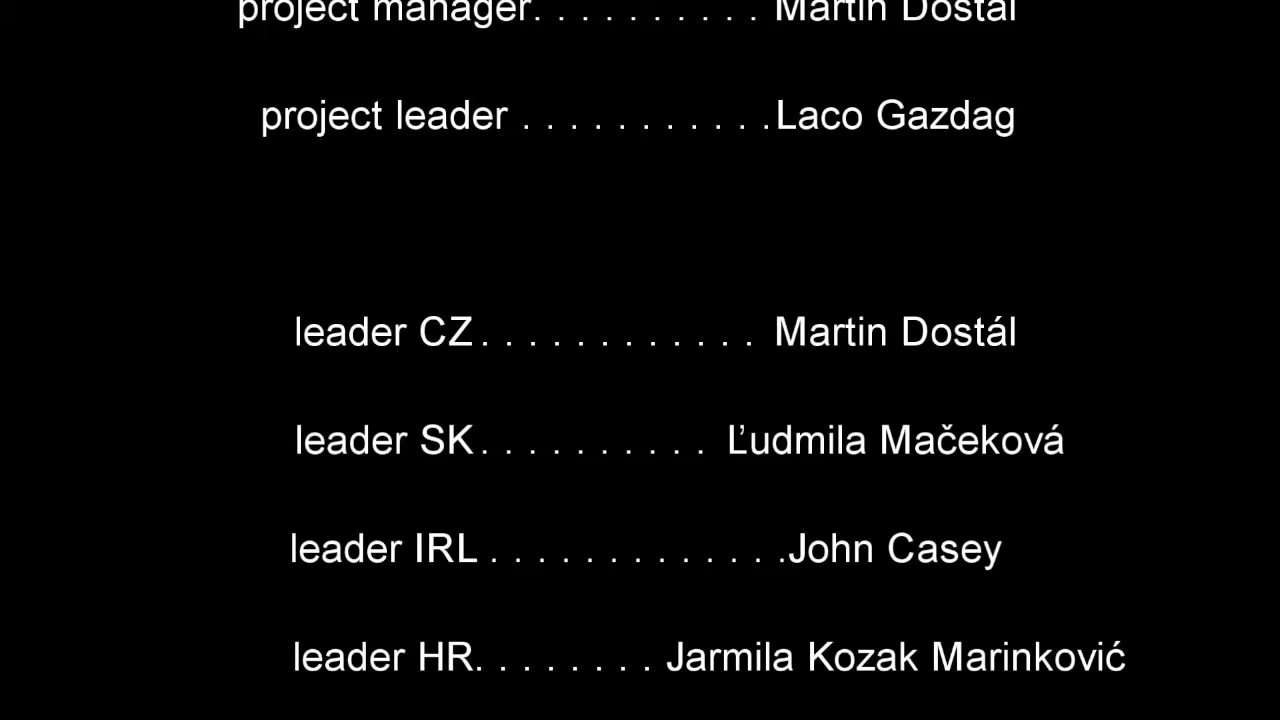 project manager. . . . . . . . . . Martin Dostál
project leader . . . . . . . . . . .Laco Gazdag
leader CZ. . . . . . . . . . . . Martin Dostál
leader SK. . . . . . . . . . Ľudmila Mačeková
leader IRL . . . . . . . . . . . . .John Casey
leader HR. . . . . . . . Jarmila Kozak Marinković